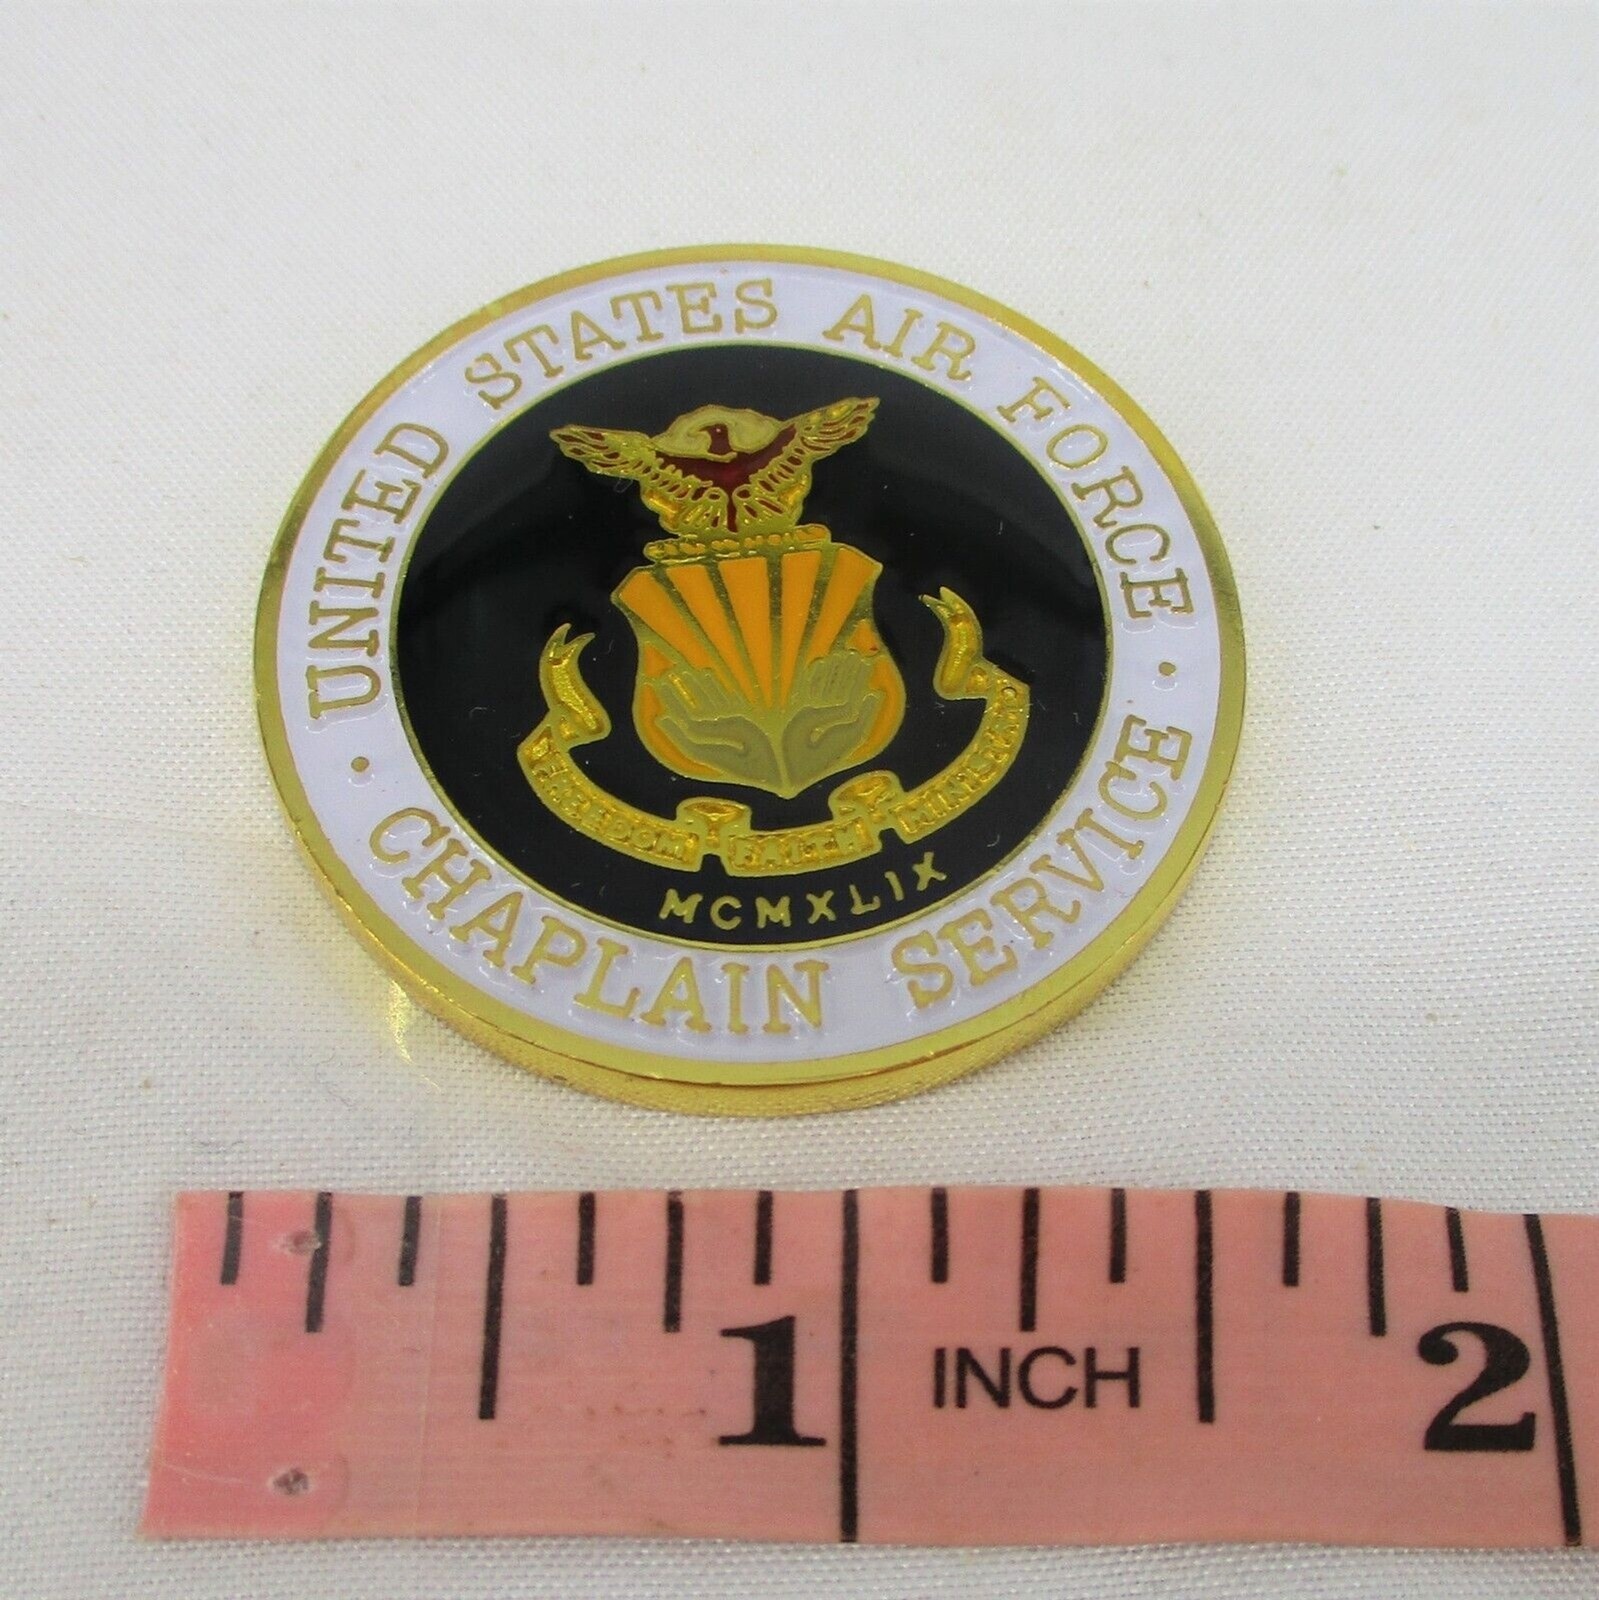 UNITED STATES AIR FORCE
FREEDOM FAITH MINISTRY
MCMXLIX
CHAPLAIN SERVICE
1 INCH 2